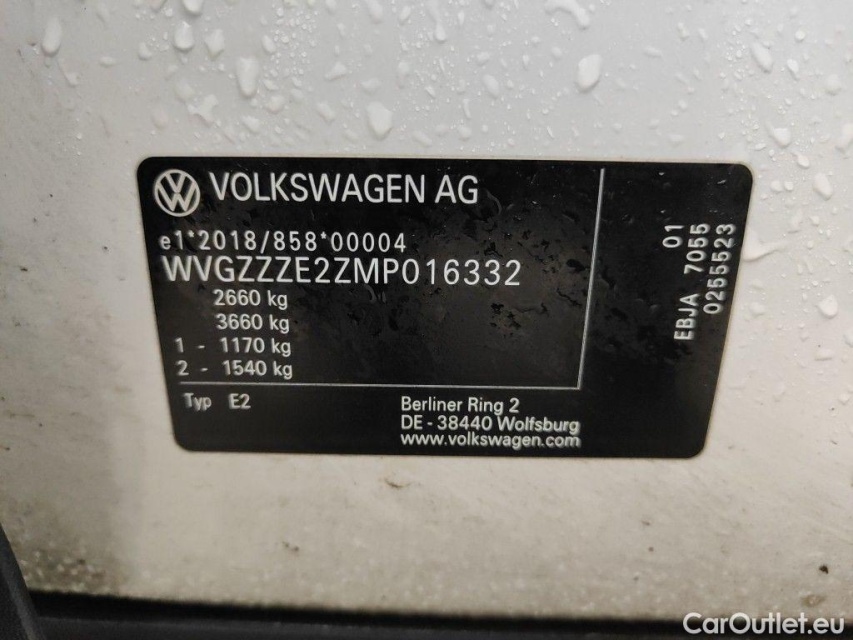 VOLKSWAGEN AG
e1*2018/858*00004
WVGZZZE2ZMP016332
2660 kg
3660 kg
1 - 1170 kg
2 - 1540 kg
Typ E2
Berliner Ring 2
DE - 38440 Wolfsburg
www.volkswagen.com
01
EBJA 7055
0255523
CarOutlet.eu